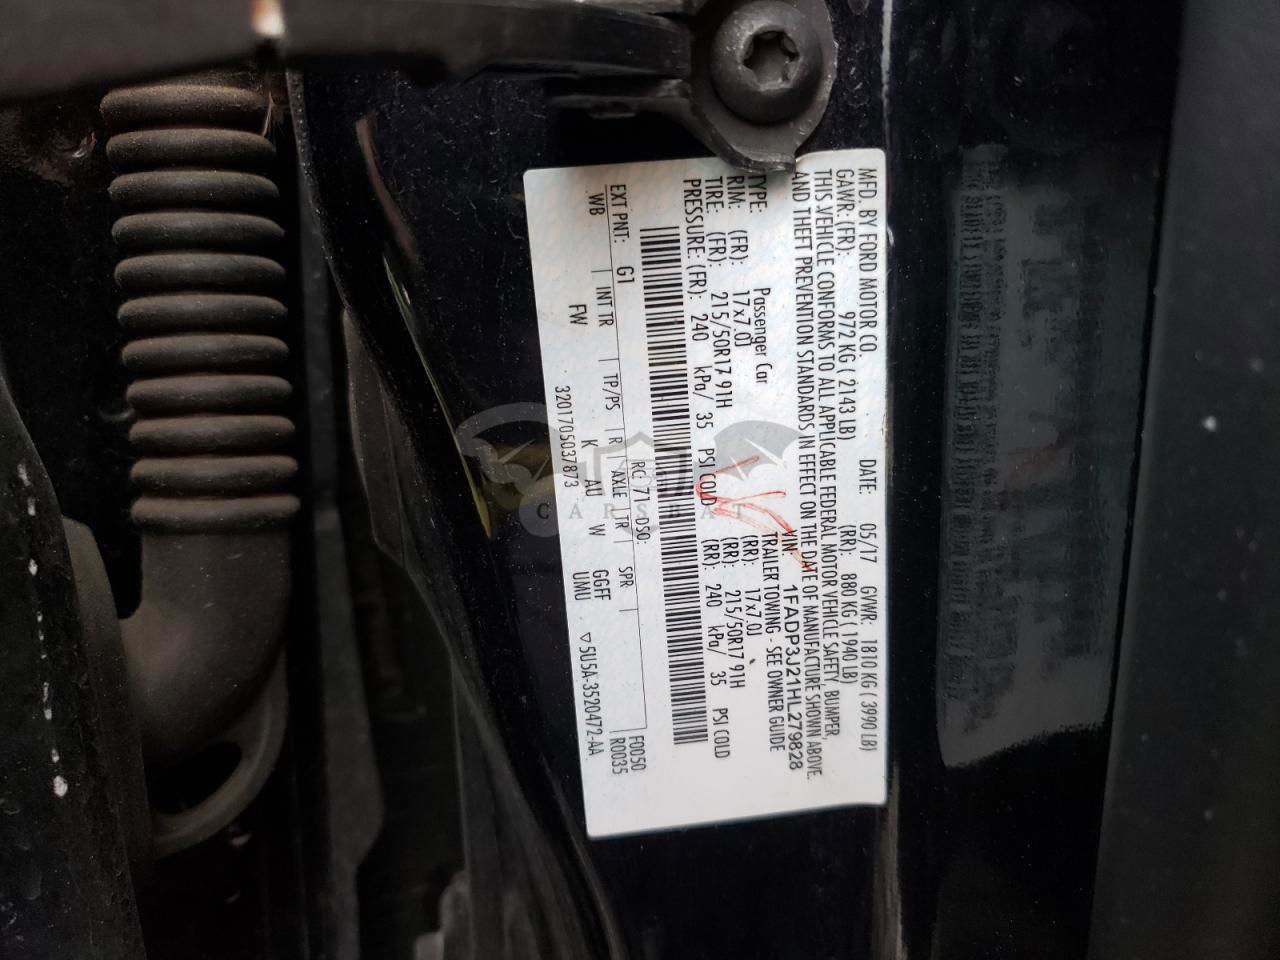 MFD. BY FORD MOTOR CO. DATE: 05/17 GVWR: 1810 KG (3990 LB)
GAWR: (FR): 972 KG (2143 LB) (RR): 880 KG (1940 LB)
THIS VEHICLE CONFORMS TO ALL APPLICABLE FEDERAL MOTOR VEHICLE SAFETY, BUMPER,
AND THEFT PREVENTION STANDARDS IN EFFECT ON THE DATE OF MANUFACTURE SHOWN ABOVE.
VIN: 1FADP3J21HL279828
TYPE: Passenger Car TRAILER TOWING - SEE OWNER GUIDE
RIM: (FR): 17x7.0J (RR): 17x7.0J
TIRE: (FR): 215/50R17 91H (RR): 215/50R17 91H
PRESSURE: (FR): 240 kPa/ 35 PSI COLD (RR): 240 kPa/ 35 PSI COLD
EXT PNT: G1 RC: 71 DSO: F0050
WB INT TR TP/PS R AXLE TR SPR R0035
FW K AU W GGFF
3201705037873 UMU ▽5U5A-3520472-AA
CARSBAT